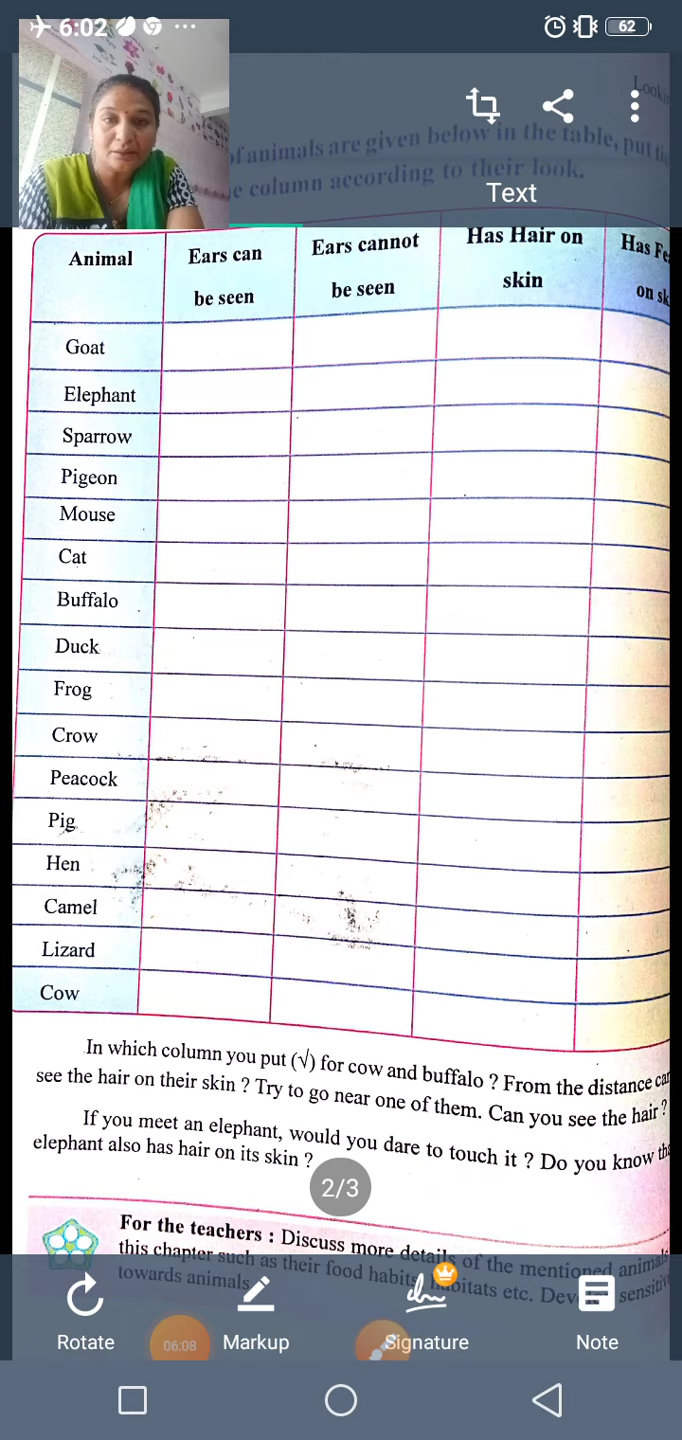 6:02
62
Text
of animals are given below in the table, put
column according to their look.
Animal
Ears can be seen
Ears cannot be seen
Has Hair on skin
Has
on
Goat
Elephant
Sparrow
Pigeon
Mouse
Cat
Buffalo
Duck
Frog
Crow
Peacock
Pig
Hen
Camel
Lizard
Cow
In which column you put (√) for cow and buffalo ? From the distance
see the hair on their skin ? Try to go near one of them. Can you see the hair ?
If you meet an elephant, would you dare to touch it ? Do you know
elephant also has hair on its skin ?
2/3
For the teachers : Discuss more details of the mentioned animals
this chapter such as their food habits, habitats etc.
towards animals
Rotate
Markup
Signature
Note
06:08